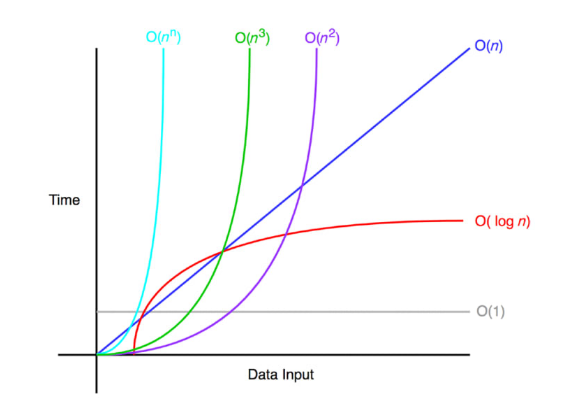 O(nⁿ)
O(n³)
O(n²)
O(n)
Time
O( log n)
O(1)
Data Input